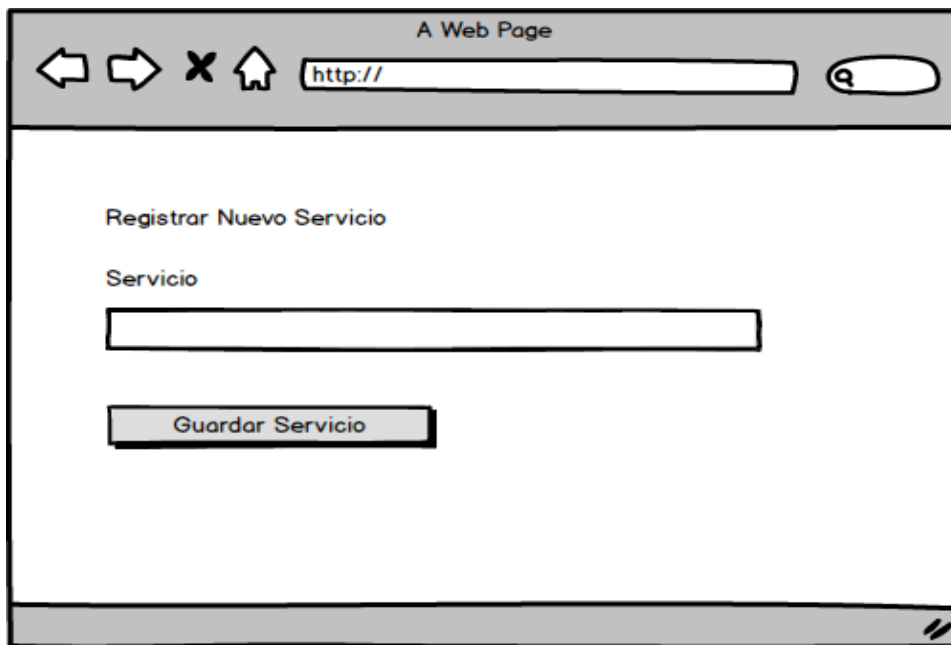 A Web Page
http://
Registrar Nuevo Servicio
Servicio
Guardar Servicio